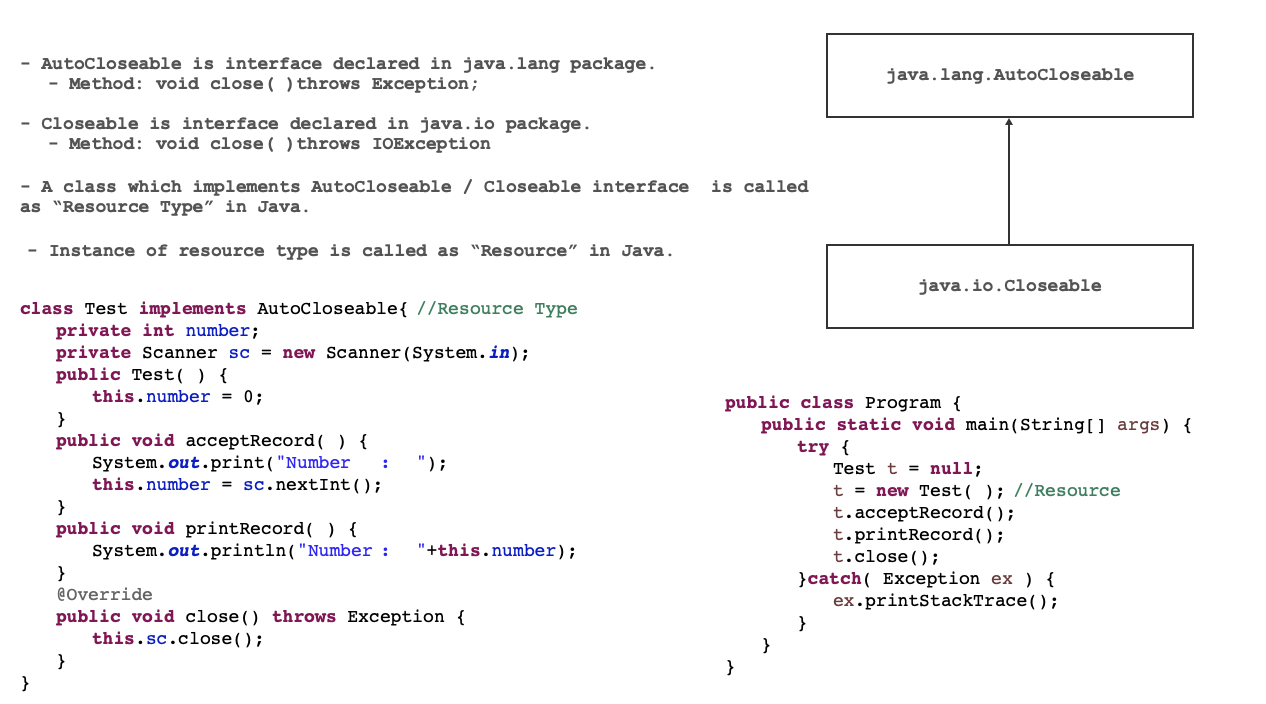 - AutoCloseable is interface declared in java.lang package.
- Method: void close( )throws Exception;
- Closeable is interface declared in java.io package.
- Method: void close( )throws IOException
- A class which implements AutoCloseable / Closeable interface  is called
as “Resource Type” in Java.
- Instance of resource type is called as “Resource” in Java.
class Test implements AutoCloseable{ //Resource Type
private int number;
private Scanner sc = new Scanner(System.in);
public Test( ) {
this.number = 0;
}
public void acceptRecord( ) {
System.out.print("Number   :   ");
this.number = sc.nextInt();
}
public void printRecord( ) {
System.out.println("Number :   "+this.number);
}
@Override
public void close() throws Exception {
this.sc.close();
}
}
java.lang.AutoCloseable
java.io.Closeable
public class Program {
public static void main(String[] args) {
try {
Test t = null;
t = new Test( ); //Resource
t.acceptRecord();
t.printRecord();
t.close();
}catch( Exception ex ) {
ex.printStackTrace();
}
}
}